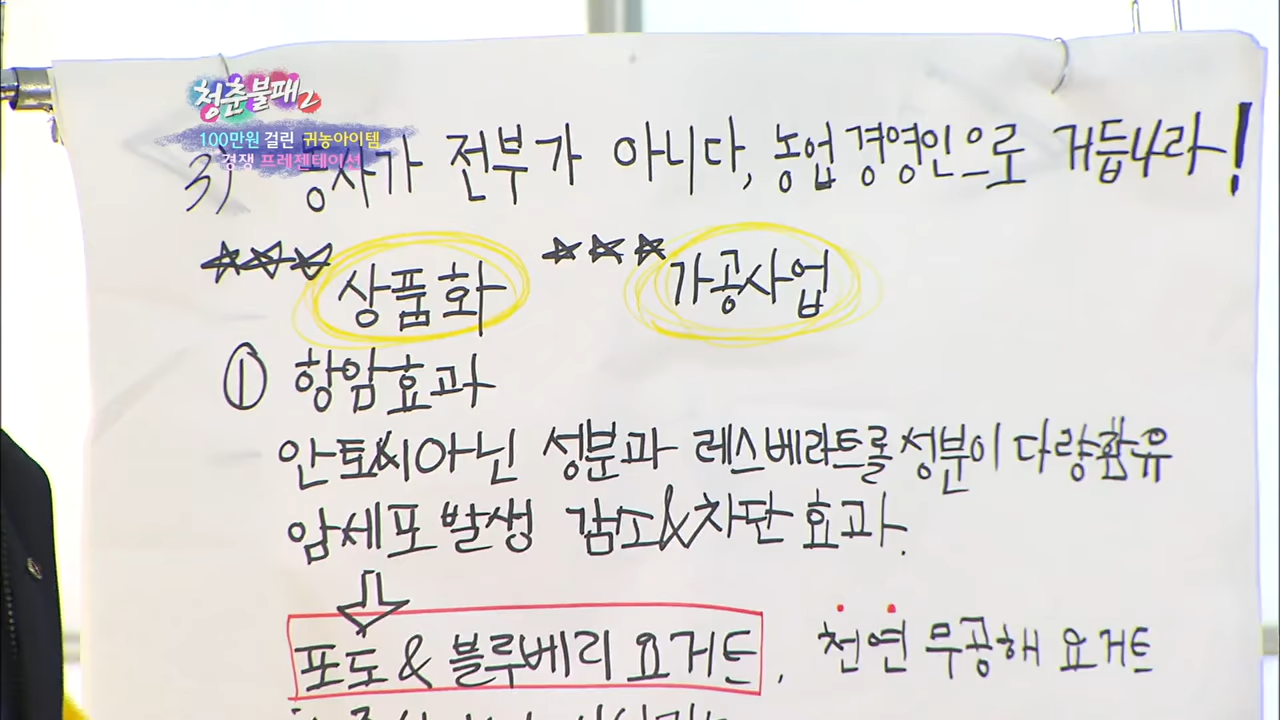 청춘불패2
100만원 걸린 귀농아이템
경쟁 프레젠테이션
3) 농사가 전부가 아니다, 농업경영인으로 거듭나라!
상품화 가공사업
① 항암효과
안토씨아닌 성분과 레스베라트롤 성분이 다량함유
암세포 발생 감소&차단 효과.
포도 & 블루베리 요거트, 천연 무공해 요거트